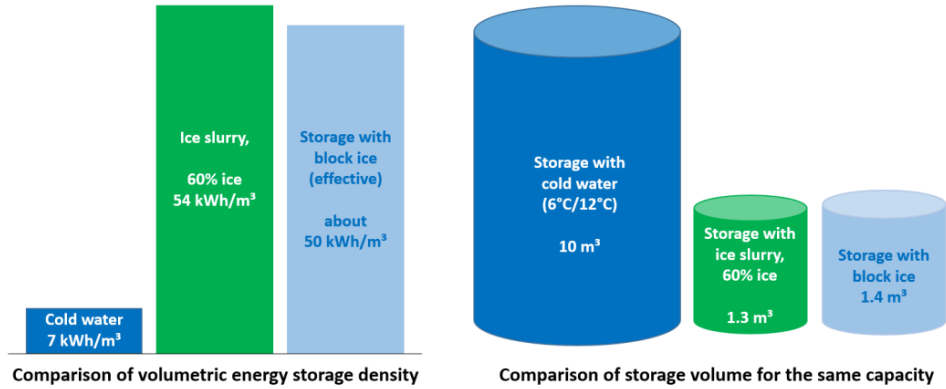 Ice slurry,
60% ice
54 kWh/m³
Storage with
block ice
(effective)
about
50 kWh/m³
Cold water
7 kWh/m³
Comparison of volumetric energy storage density
Storage with
cold water
(6°C/12°C)
10 m³
Storage with
ice slurry,
60% ice
1.3 m³
Storage with
block ice
1.4 m³
Comparison of storage volume for the same capacity